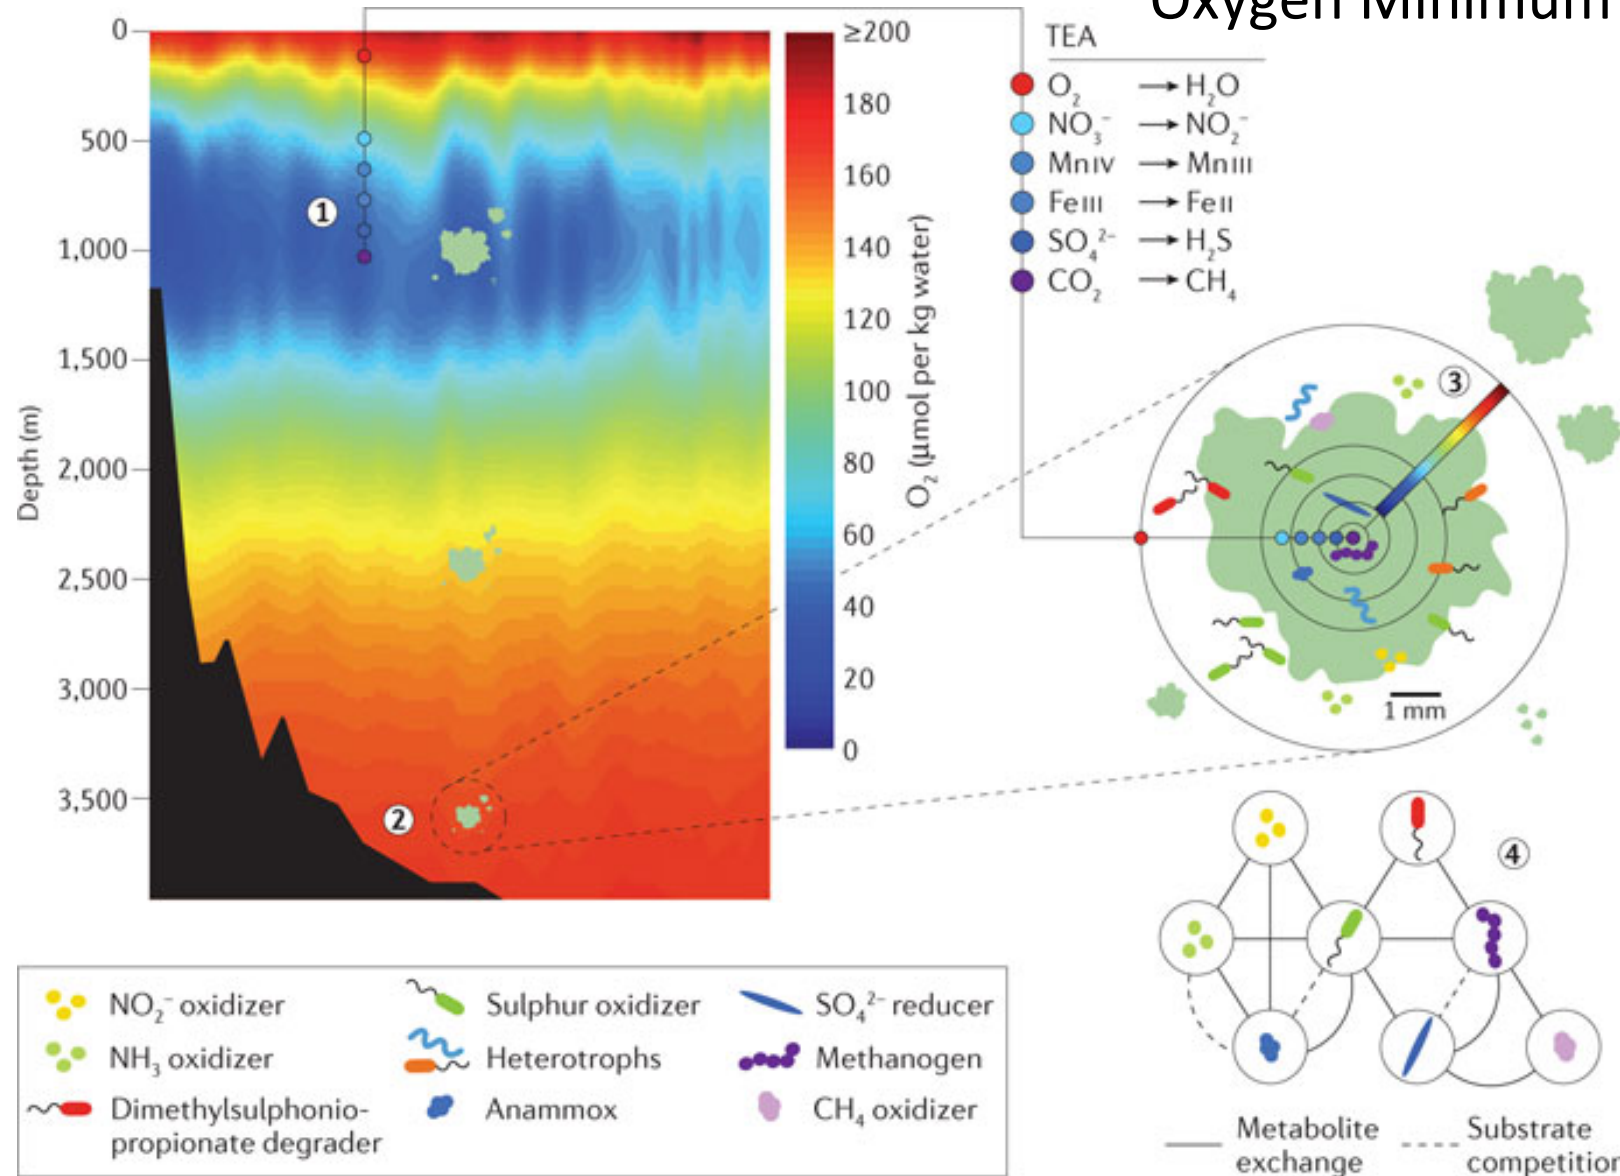 Oxygen Minimum
0
500
1,000
1,500
2,000
2,500
3,000
3,500
Depth (m)
1
2
≥200
180
160
140
120
100
80
60
40
20
0
O₂ (µmol per kg water)
TEA
O₂ → H₂O
NO₃⁻ → NO₂⁻
MnIV → MnIII
FeIII → FeII
SO₄²⁻ → H₂S
CO₂ → CH₄
3
1 mm
4
NO₂⁻ oxidizer
NH₃ oxidizer
Dimethylsulphonio-
propionate degrader
Sulphur oxidizer
Heterotrophs
Anammox
SO₄²⁻ reducer
Methanogen
CH₄ oxidizer
Metabolite
exchange
Substrate
competition